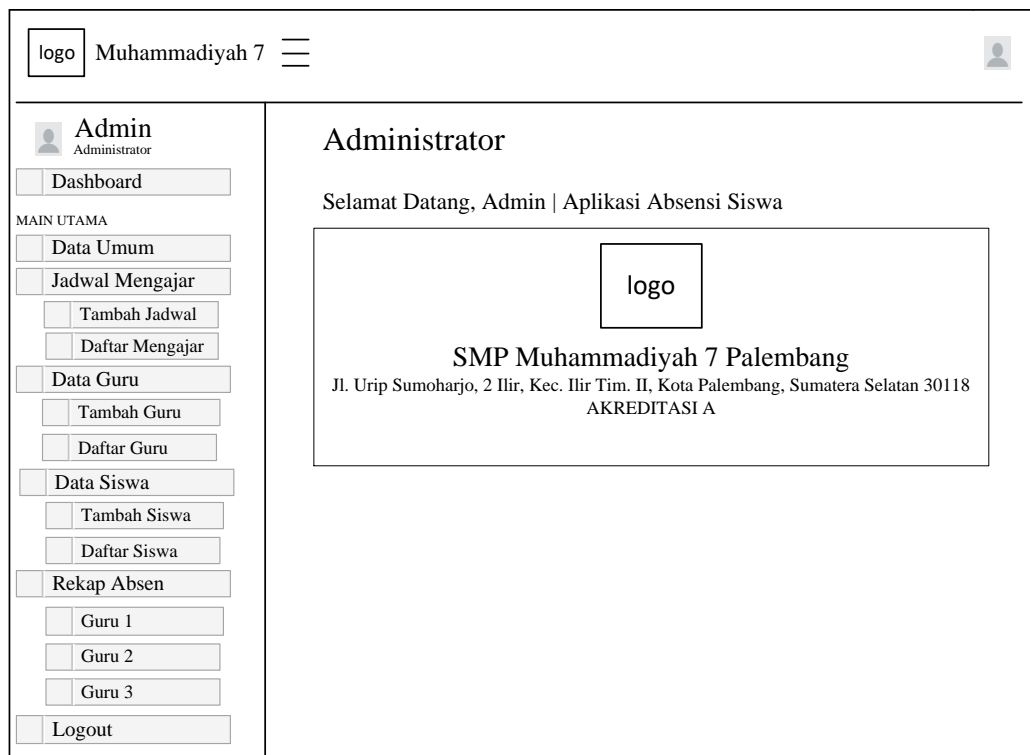 logo Muhammadiyah 7
Admin
Administrator
Dashboard
MAIN UTAMA
Data Umum
Jadwal Mengajar
Tambah Jadwal
Daftar Mengajar
Data Guru
Tambah Guru
Daftar Guru
Data Siswa
Tambah Siswa
Daftar Siswa
Rekap Absen
Guru 1
Guru 2
Guru 3
Logout
Administrator
Selamat Datang, Admin | Aplikasi Absensi Siswa
logo
SMP Muhammadiyah 7 Palembang
Jl. Urip Sumoharjo, 2 Ilir, Kec. Ilir Tim. II, Kota Palembang, Sumatera Selatan 30118
AKREDITASI A